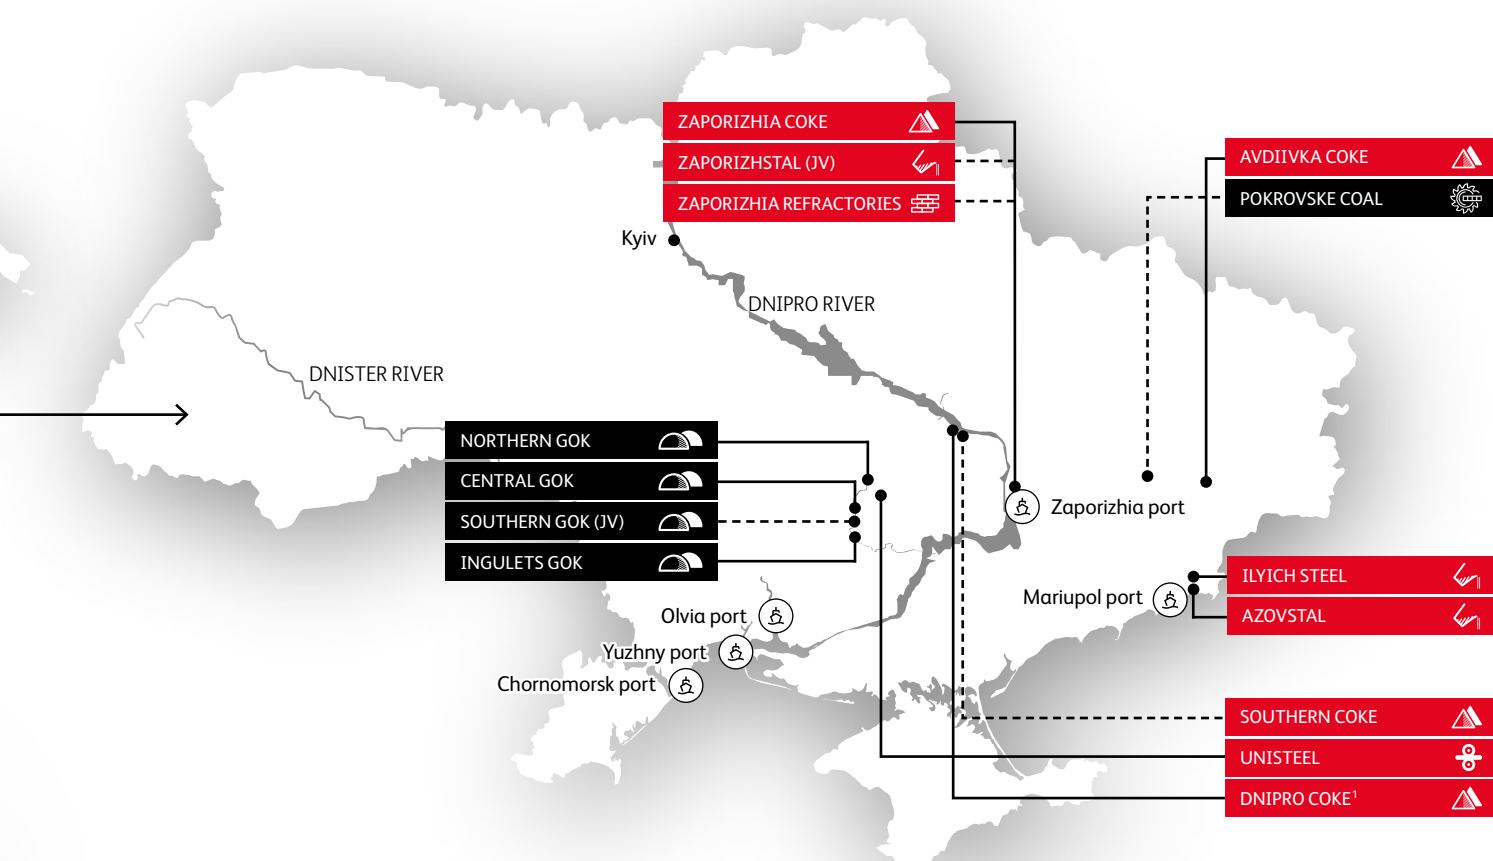 ZAPORIZHIA COKE
ZAPORIZHSTAL (JV)
ZAPORIZHIA REFRACTORIES
AVDIIVKA COKE
POKROVSKE COAL
Kyiv
DNIPRO RIVER
DNISTER RIVER
NORTHERN GOK
CENTRAL GOK
SOUTHERN GOK (JV)
INGULETS GOK
Zaporizhia port
ILYICH STEEL
AZOVSTAL
Mariupol port
Olvia port
Yuzhny port
Chornomorsk port
SOUTHERN COKE
UNISTEEL
DNIPRO COKE¹